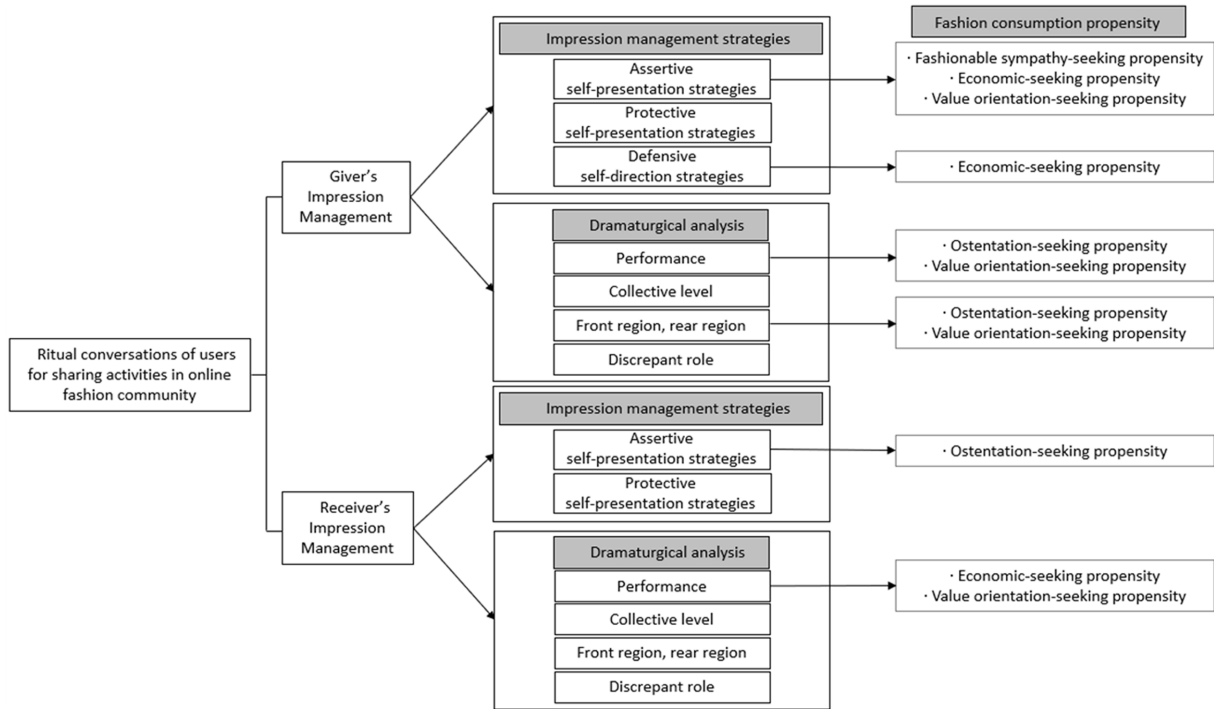 Fashion consumption propensity
Impression management strategies
Assertive
self-presentation strategies
Protective
self-presentation strategies
Defensive
self-direction strategies
· Fashionable sympathy-seeking propensity
· Economic-seeking propensity
· Value orientation-seeking propensity
· Economic-seeking propensity
Giver's
Impression
Management
Dramaturgical analysis
Performance
Collective level
Front region, rear region
Discrepant role
· Ostentation-seeking propensity
· Value orientation-seeking propensity
· Ostentation-seeking propensity
· Value orientation-seeking propensity
Ritual conversations of users
for sharing activities in online
fashion community
Impression management strategies
Assertive
self-presentation strategies
Protective
self-presentation strategies
· Ostentation-seeking propensity
Receiver's
Impression
Management
Dramaturgical analysis
Performance
Collective level
Front region, rear region
Discrepant role
· Economic-seeking propensity
· Value orientation-seeking propensity